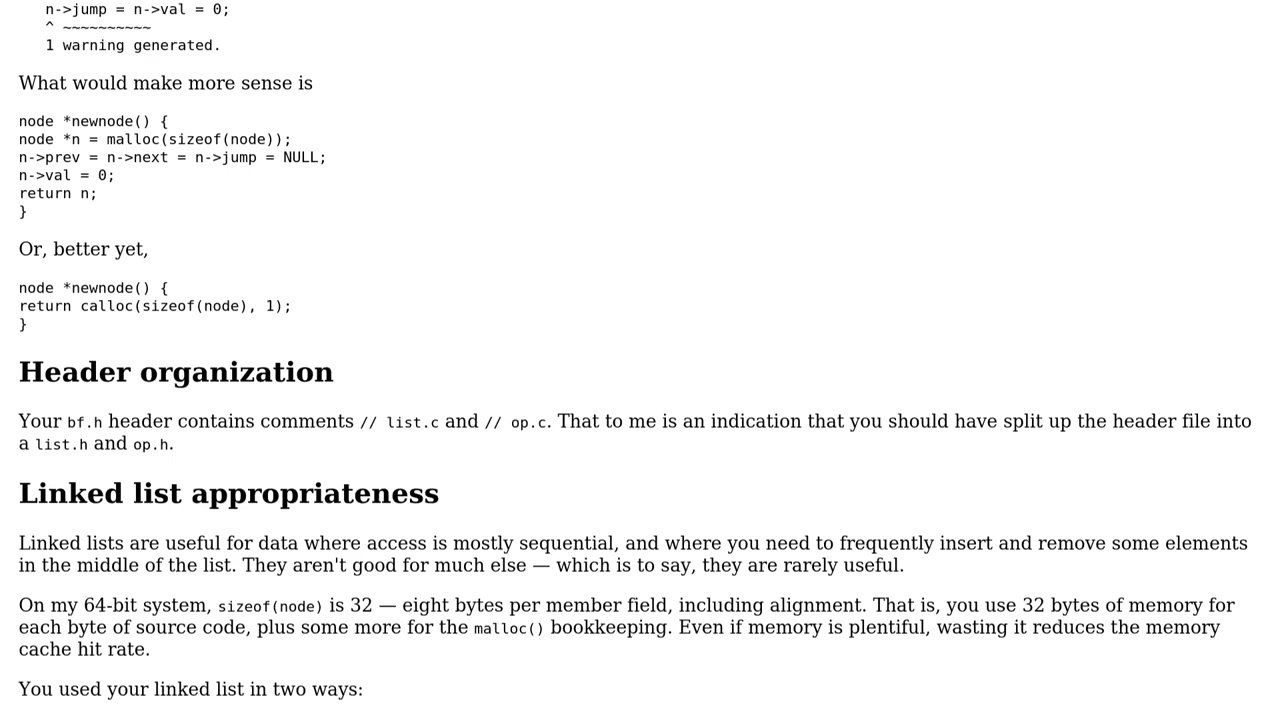 n->jump = n->val = 0;
^ ~~~~~~~~~~
1 warning generated.
What would make more sense is
node *newnode() {
node *n = malloc(sizeof(node));
n->prev = n->next = n->jump = NULL;
n->val = 0;
return n;
}
Or, better yet,
node *newnode() {
return calloc(sizeof(node), 1);
}
Header organization
Your bf.h header contains comments // list.c and // op.c. That to me is an indication that you should have split up the header file into
a list.h and op.h.
Linked list appropriateness
Linked lists are useful for data where access is mostly sequential, and where you need to frequently insert and remove some elements
in the middle of the list. They aren't good for much else — which is to say, they are rarely useful.
On my 64-bit system, sizeof(node) is 32 — eight bytes per member field, including alignment. That is, you use 32 bytes of memory for
each byte of source code, plus some more for the malloc() bookkeeping. Even if memory is plentiful, wasting it reduces the memory
cache hit rate.
You used your linked list in two ways: